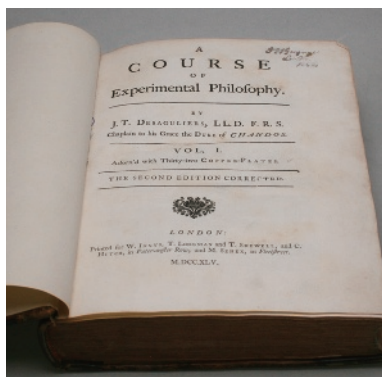 A
COURSE
OF
Experimental Philosophy.
BY
J. T. DESAGULIERS, LL.D. F.R.S.
Chaplain to his Grace the DUKE of CHANDOS.
VOL. I.
Adorn'd with Thirty-two COPPER-PLATES.
THE SECOND EDITION CORRECTED.
LONDON:
Printed for W. INNYS, T. LONGMAN and T. SHEWELL, and C.
HITCH, in Paternoster Row; and M. SENEX, in Fleetstreet.
M.DCC.XLV.